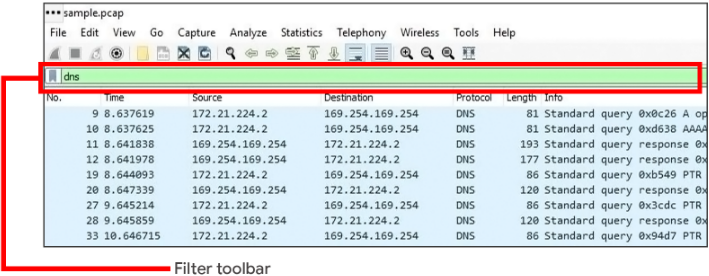 sample.pcap
File Edit View Go Capture Analyze Statistics Telephony Wireless Tools Help
dns
No. Time Source Destination Protocol Length Info
9 8.637619 172.21.224.2 169.254.169.254 DNS 81 Standard query 0x0c26 A op
10 8.637625 172.21.224.2 169.254.169.254 DNS 81 Standard query 0xd638 AAAA
11 8.641838 169.254.169.254 172.21.224.2 DNS 193 Standard query response 0x
12 8.641978 169.254.169.254 172.21.224.2 DNS 177 Standard query response 0x
19 8.644093 172.21.224.2 169.254.169.254 DNS 86 Standard query 0xb549 PTR
20 8.647339 169.254.169.254 172.21.224.2 DNS 120 Standard query response 0x
27 9.645214 172.21.224.2 169.254.169.254 DNS 86 Standard query 0x3cdc PTR
28 9.645859 169.254.169.254 172.21.224.2 DNS 120 Standard query response 0x
33 10.646715 172.21.224.2 169.254.169.254 DNS 86 Standard query 0x94d7 PTR
Filter toolbar